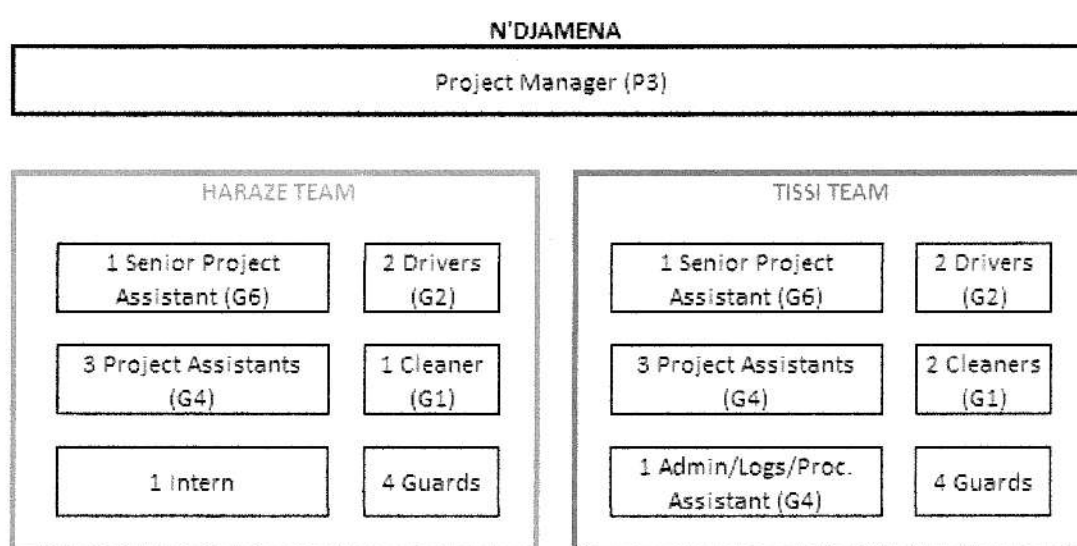 N'DJAMENA
Project Manager (P3)
HARAZE TEAM
1 Senior Project
Assistant (G6)
2 Drivers
(G2)
3 Project Assistants
(G4)
1 Cleaner
(G1)
1 Intern
4 Guards
TISSI TEAM
1 Senior Project
Assistant (G6)
2 Drivers
(G2)
3 Project Assistants
(G4)
2 Cleaners
(G1)
1 Admin/Logs/Proc.
Assistant (G4)
4 Guards